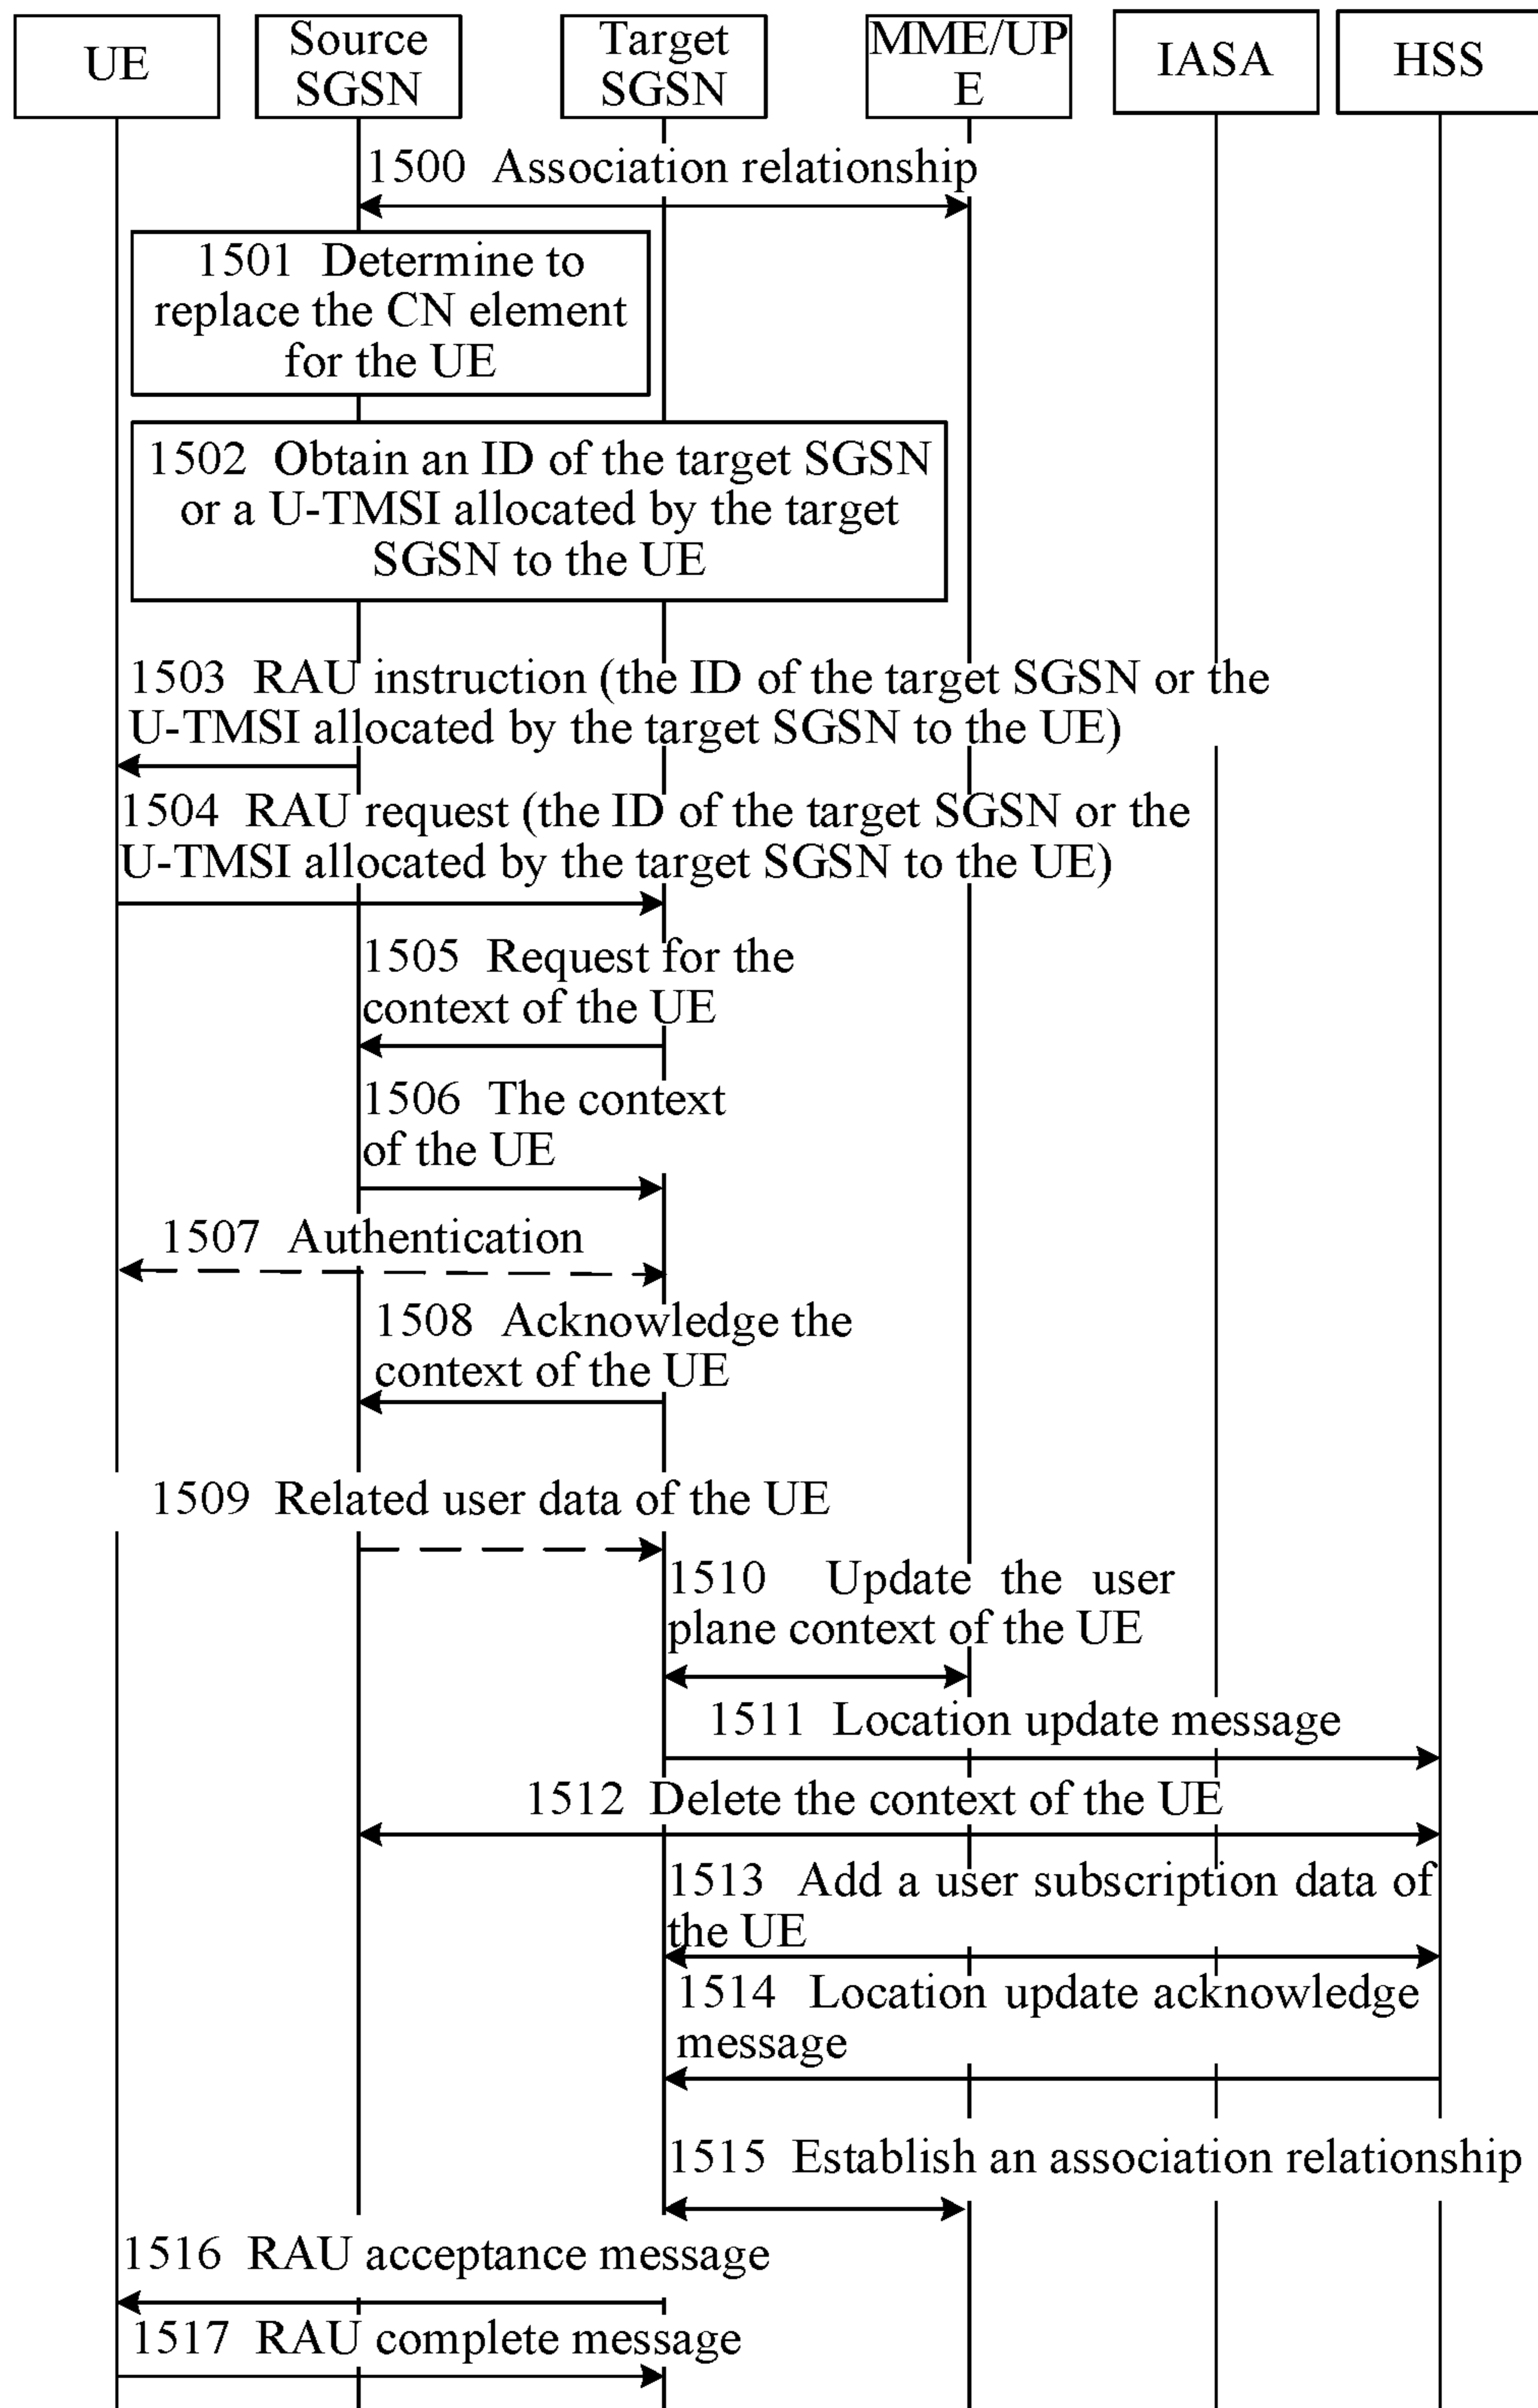 UE
Source
SGSN
Target
SGSN
MME/UP
E
IASA
HSS
1500 Association relationship
1501 Determine to
replace the CN element
for the UE
1502 Obtain an ID of the target SGSN
or a U-TMSI allocated by the target
SGSN to the UE
1503 RAU instruction (the ID of the target SGSN or the
U-TMSI allocated by the target SGSN to the UE)
1504 RAU request (the ID of the target SGSN or the
U-TMSI allocated by the target SGSN to the UE)
1505 Request for the
context of the UE
1506 The context
of the UE
1507 Authentication
1508 Acknowledge the
context of the UE
1509 Related user data of the UE
1510 Update the user
plane context of the UE
1511 Location update message
1512 Delete the context of the UE
1513 Add a user subscription data of
the UE
1514 Location update acknowledge
message
1515 Establish an association relationship
1516 RAU acceptance message
1517 RAU complete message